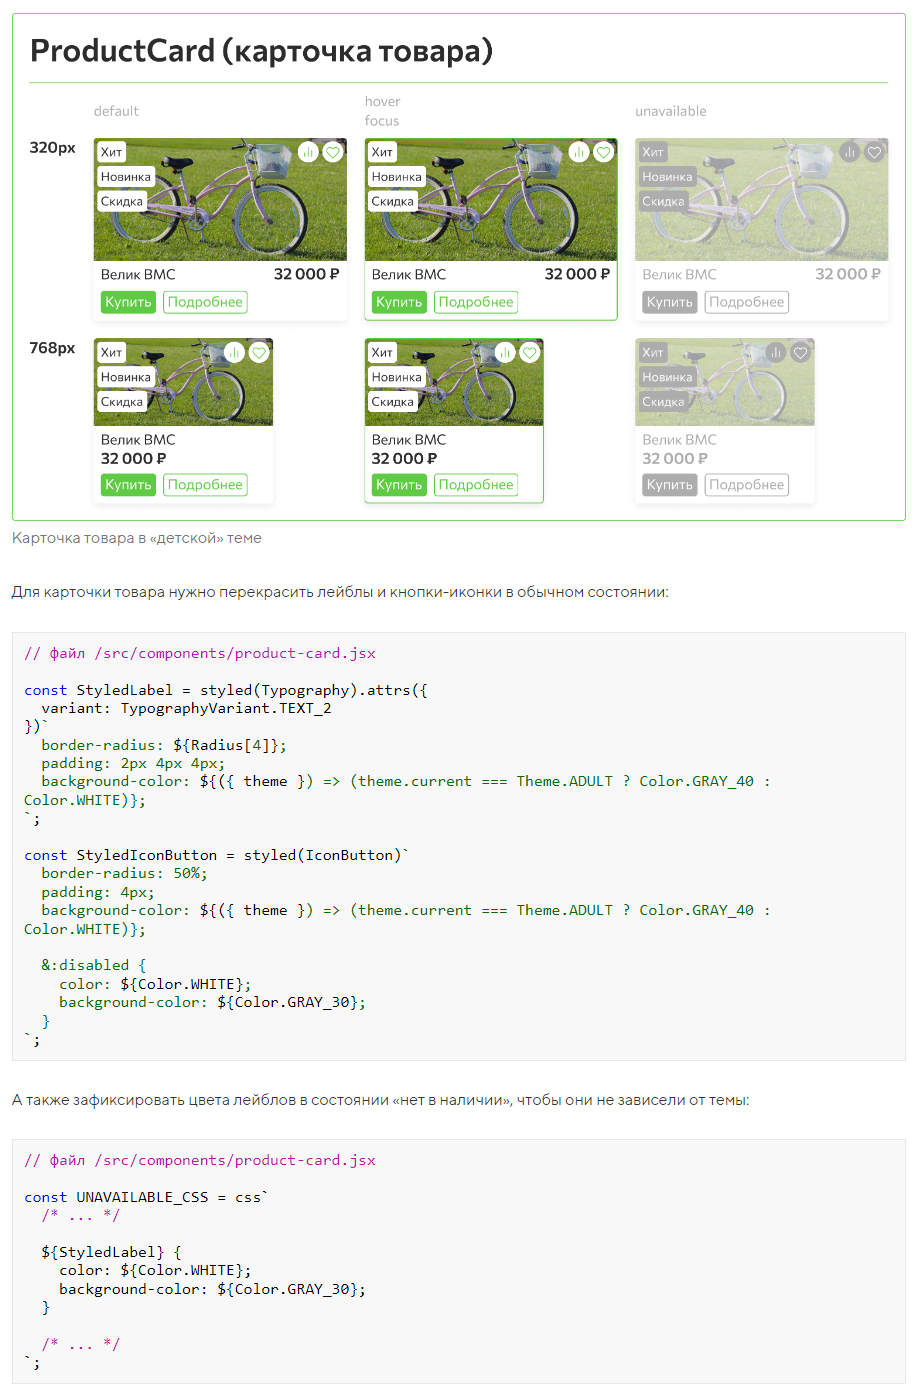 ProductCard (карточка товара)
default
hover
focus
unavailable
320px
Хит
Новинка
Скидка
Велик BMC 32 000 ₽
Купить Подробнее
Хит
Новинка
Скидка
Велик BMC 32 000 ₽
Купить Подробнее
Хит
Новинка
Скидка
Велик BMC 32 000 ₽
Купить Подробнее
768px
Хит
Новинка
Скидка
Велик BMC
32 000 ₽
Купить Подробнее
Хит
Новинка
Скидка
Велик BMC
32 000 ₽
Купить Подробнее
Хит
Новинка
Скидка
Велик BMC
32 000 ₽
Купить Подробнее
Карточка товара в «детской» теме
Для карточки товара нужно перекрасить лейблы и кнопки-иконки в обычном состоянии:
// файл /src/components/product-card.jsx
const StyledLabel = styled(Typography).attrs({
  variant: TypographyVariant.TEXT_2
})`
  border-radius: ${Radius[4]};
  padding: 2px 4px 4px;
  background-color: ${({ theme }) => (theme.current === Theme.ADULT ? Color.GRAY_40 :
Color.WHITE)};
`;
const StyledIconButton = styled(IconButton)`
  border-radius: 50%;
  padding: 4px;
  background-color: ${({ theme }) => (theme.current === Theme.ADULT ? Color.GRAY_40 :
Color.WHITE)};
  &:disabled {
    color: ${Color.WHITE};
    background-color: ${Color.GRAY_30};
  }
`;
А также зафиксировать цвета лейблов в состоянии «нет в наличии», чтобы они не зависели от темы:
// файл /src/components/product-card.jsx
const UNAVAILABLE_CSS = css`
  /* ... */
  ${StyledLabel} {
    color: ${Color.WHITE};
    background-color: ${Color.GRAY_30};
  }
  /* ... */
`;